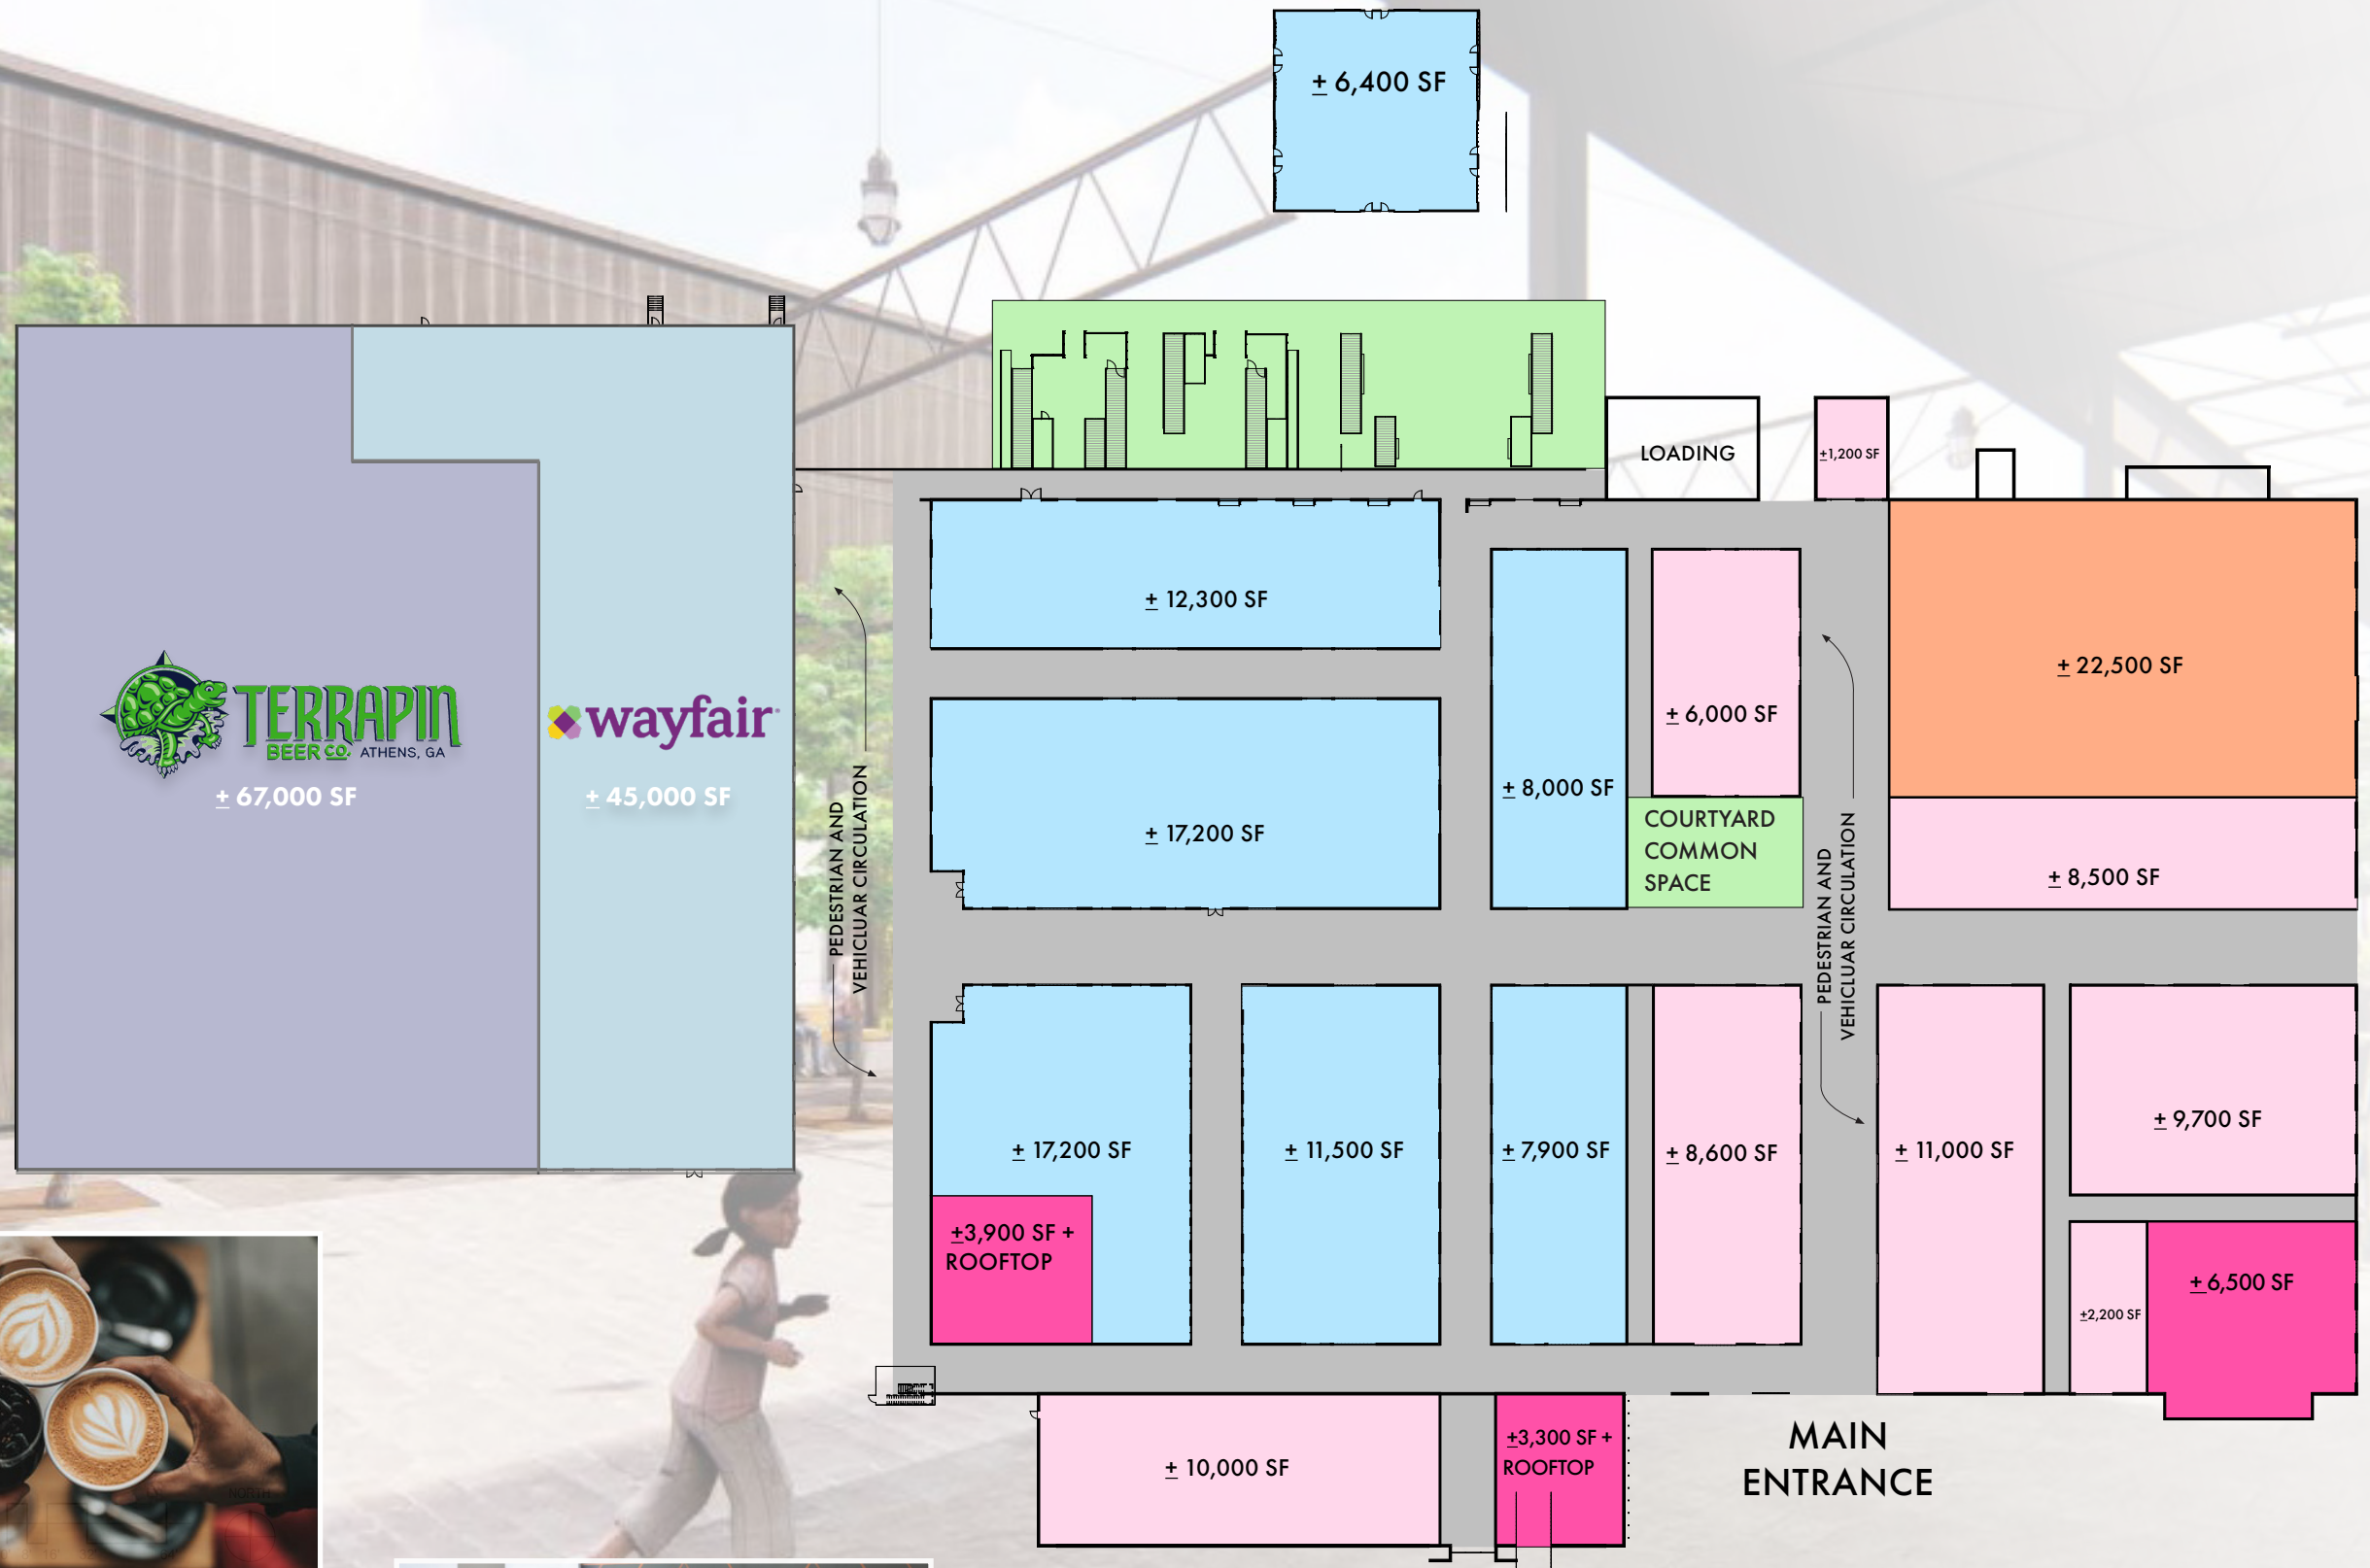 ± 6,400 SF
LOADING
±1,200 SF
± 12,300 SF
± 22,500 SF
± 6,000 SF
TERRAPIN
BEER CO. ATHENS, GA
± 67,000 SF
wayfair
± 45,000 SF
PEDESTRIAN AND
VEHICLUAR CIRCULATION
± 17,200 SF
± 8,000 SF
COURTYARD
COMMON
SPACE
PEDESTRIAN AND
VEHICLUAR CIRCULATION
± 8,500 SF
± 17,200 SF
± 11,500 SF
± 7,900 SF
± 8,600 SF
± 11,000 SF
± 9,700 SF
±3,900 SF +
ROOFTOP
±2,200 SF
± 6,500 SF
± 10,000 SF
±3,300 SF +
ROOFTOP
MAIN
ENTRANCE
NORTH